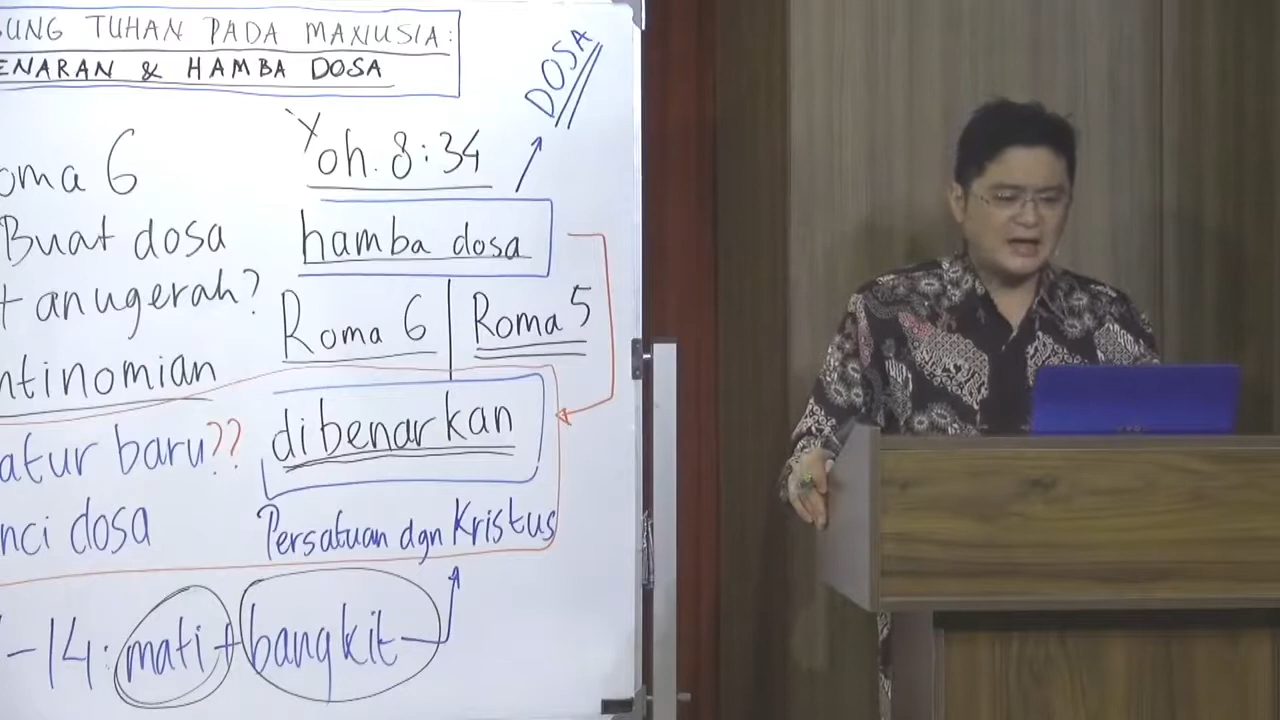 UNG TUHAN PADA MANUSIA:
ENARAN & HAMBA DOSA
DOSA
oma 6
Yoh. 8:34
Buat dosa
hamba dosa
t anugerah?
Roma 6
Roma 5
ntinomian
dibenarkan
atur baru??
nci dosa
Persatuan dgn Kristus
-14: mati + bangkit